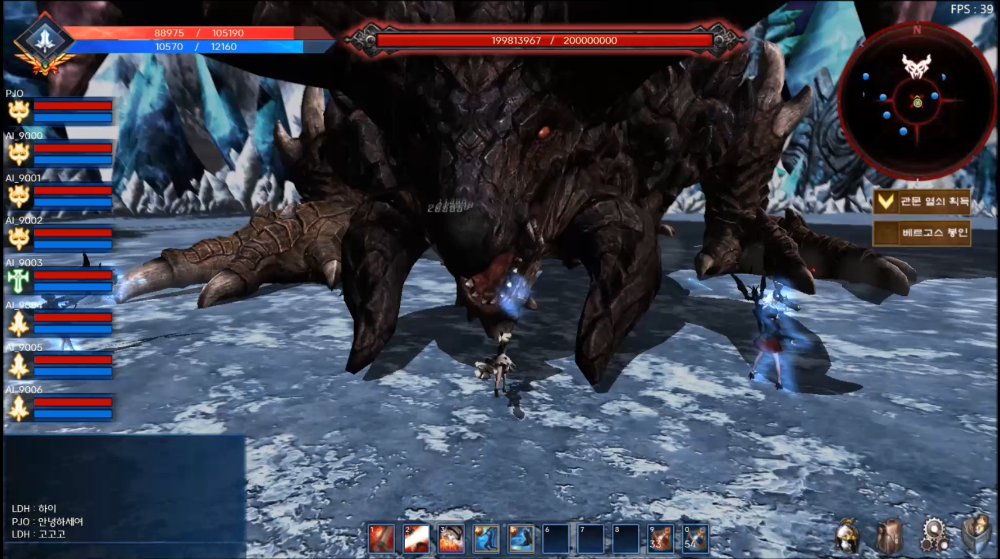 FPS : 39
88975 / 105190
10570 / 12160
199813967 / 200000000
N
PJO
AI_9000
AI_9001
AI_9002
AI_9003
AI_9004
AI_9005
AI_9006
관문 열쇠 획득
베르고스 봉인
LDH : 하이
PJO : 안녕하세여
LDH : 고고고
1 2 3 4 5 6 7 8 9 0
33 54